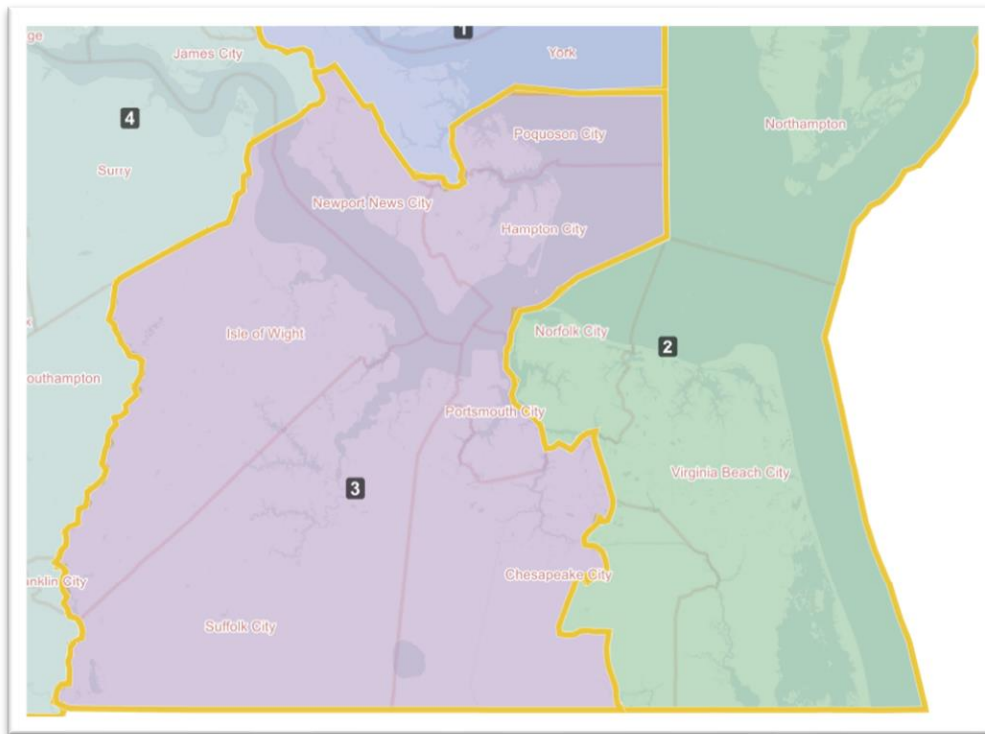 ge
1
James City
York
4
Northampton
Poquoson City
Surry
Newport News City
Hampton City
Isle of Wight
Norfolk City
2
outhampton
Portsmouth City
Virginia Beach City
3
Chesapeake City
anklin City
Suffolk City